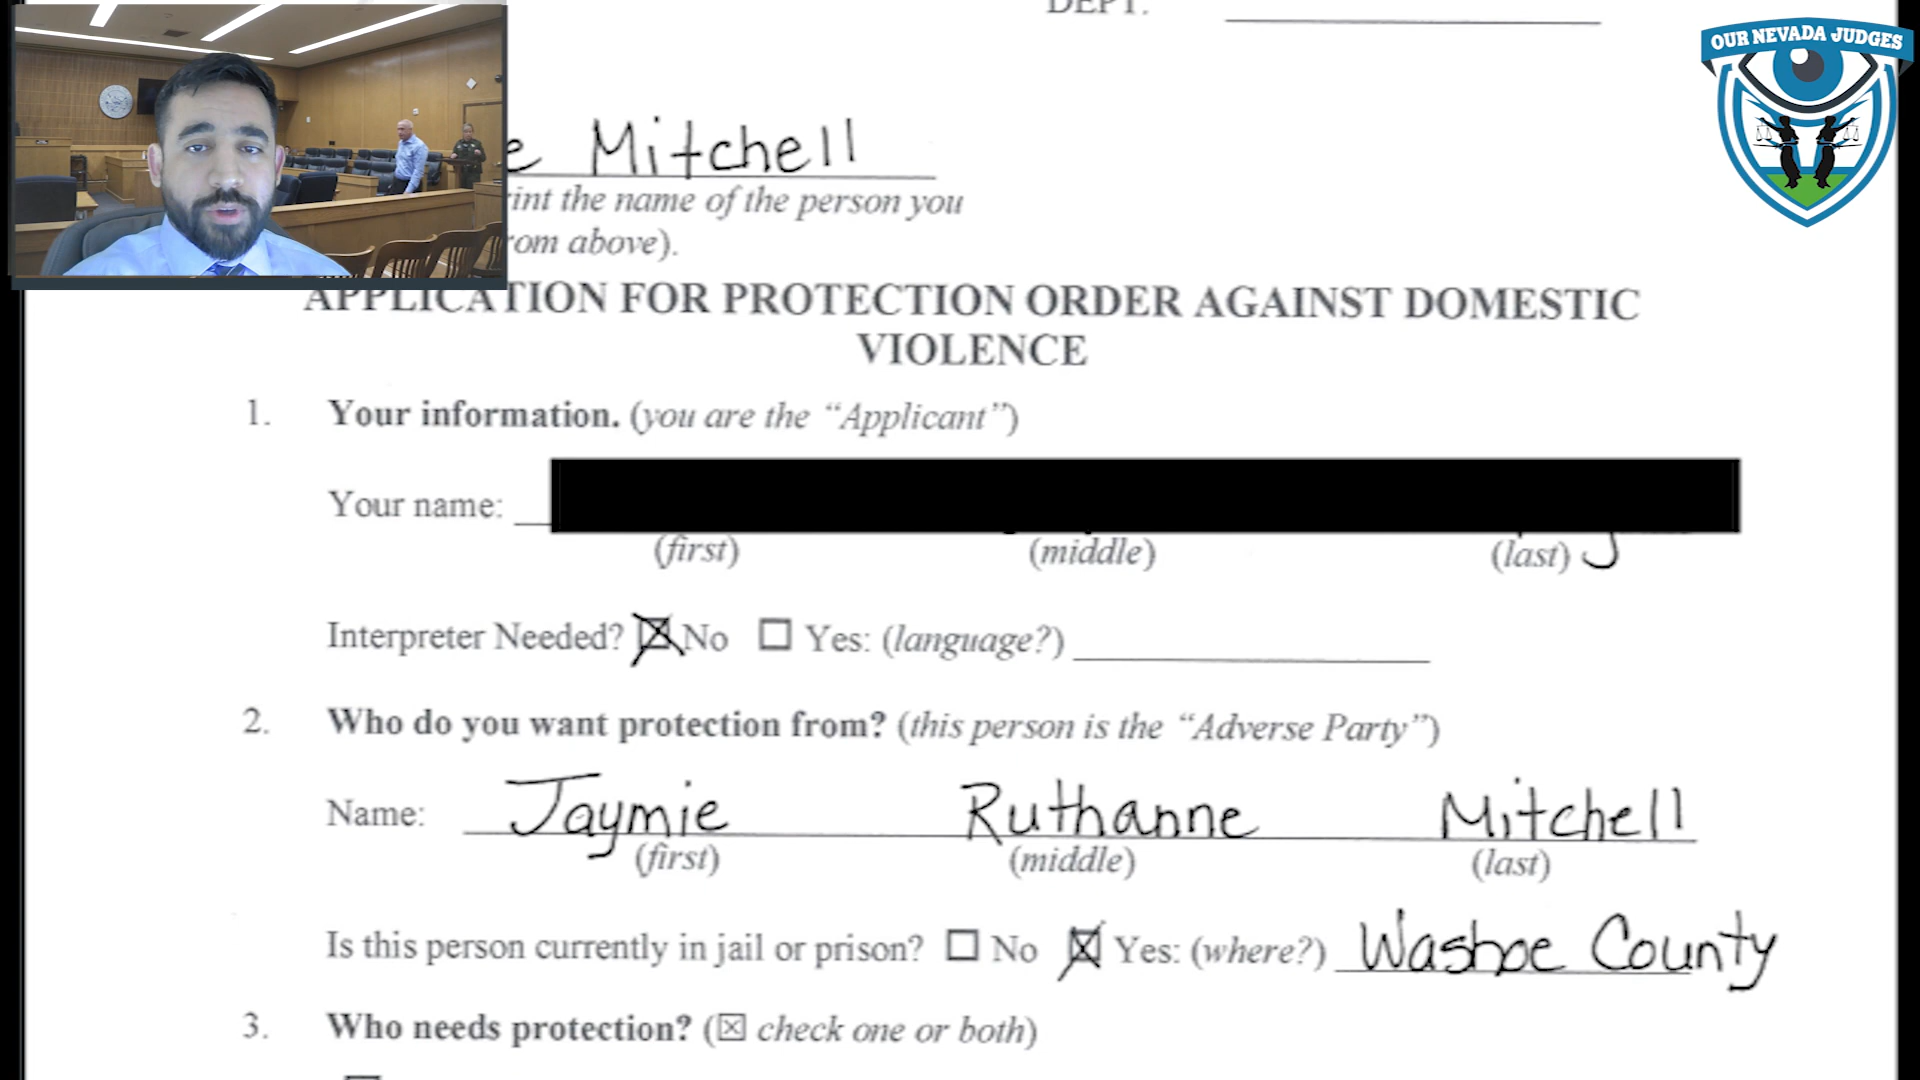 DEPT.
OUR NEVADA JUDGES
e Mitchell
rint the name of the person you
rom above).
APPLICATION FOR PROTECTION ORDER AGAINST DOMESTIC
VIOLENCE
1. Your information. (you are the “Applicant”)
Your name:
(first) (middle) (last)
Interpreter Needed? No Yes: (language?)
2. Who do you want protection from? (this person is the “Adverse Party”)
Name: Jaymie Ruthanne Mitchell
(first) (middle) (last)
Is this person currently in jail or prison? No Yes: (where?) Washoe County
3. Who needs protection? (☒ check one or both)